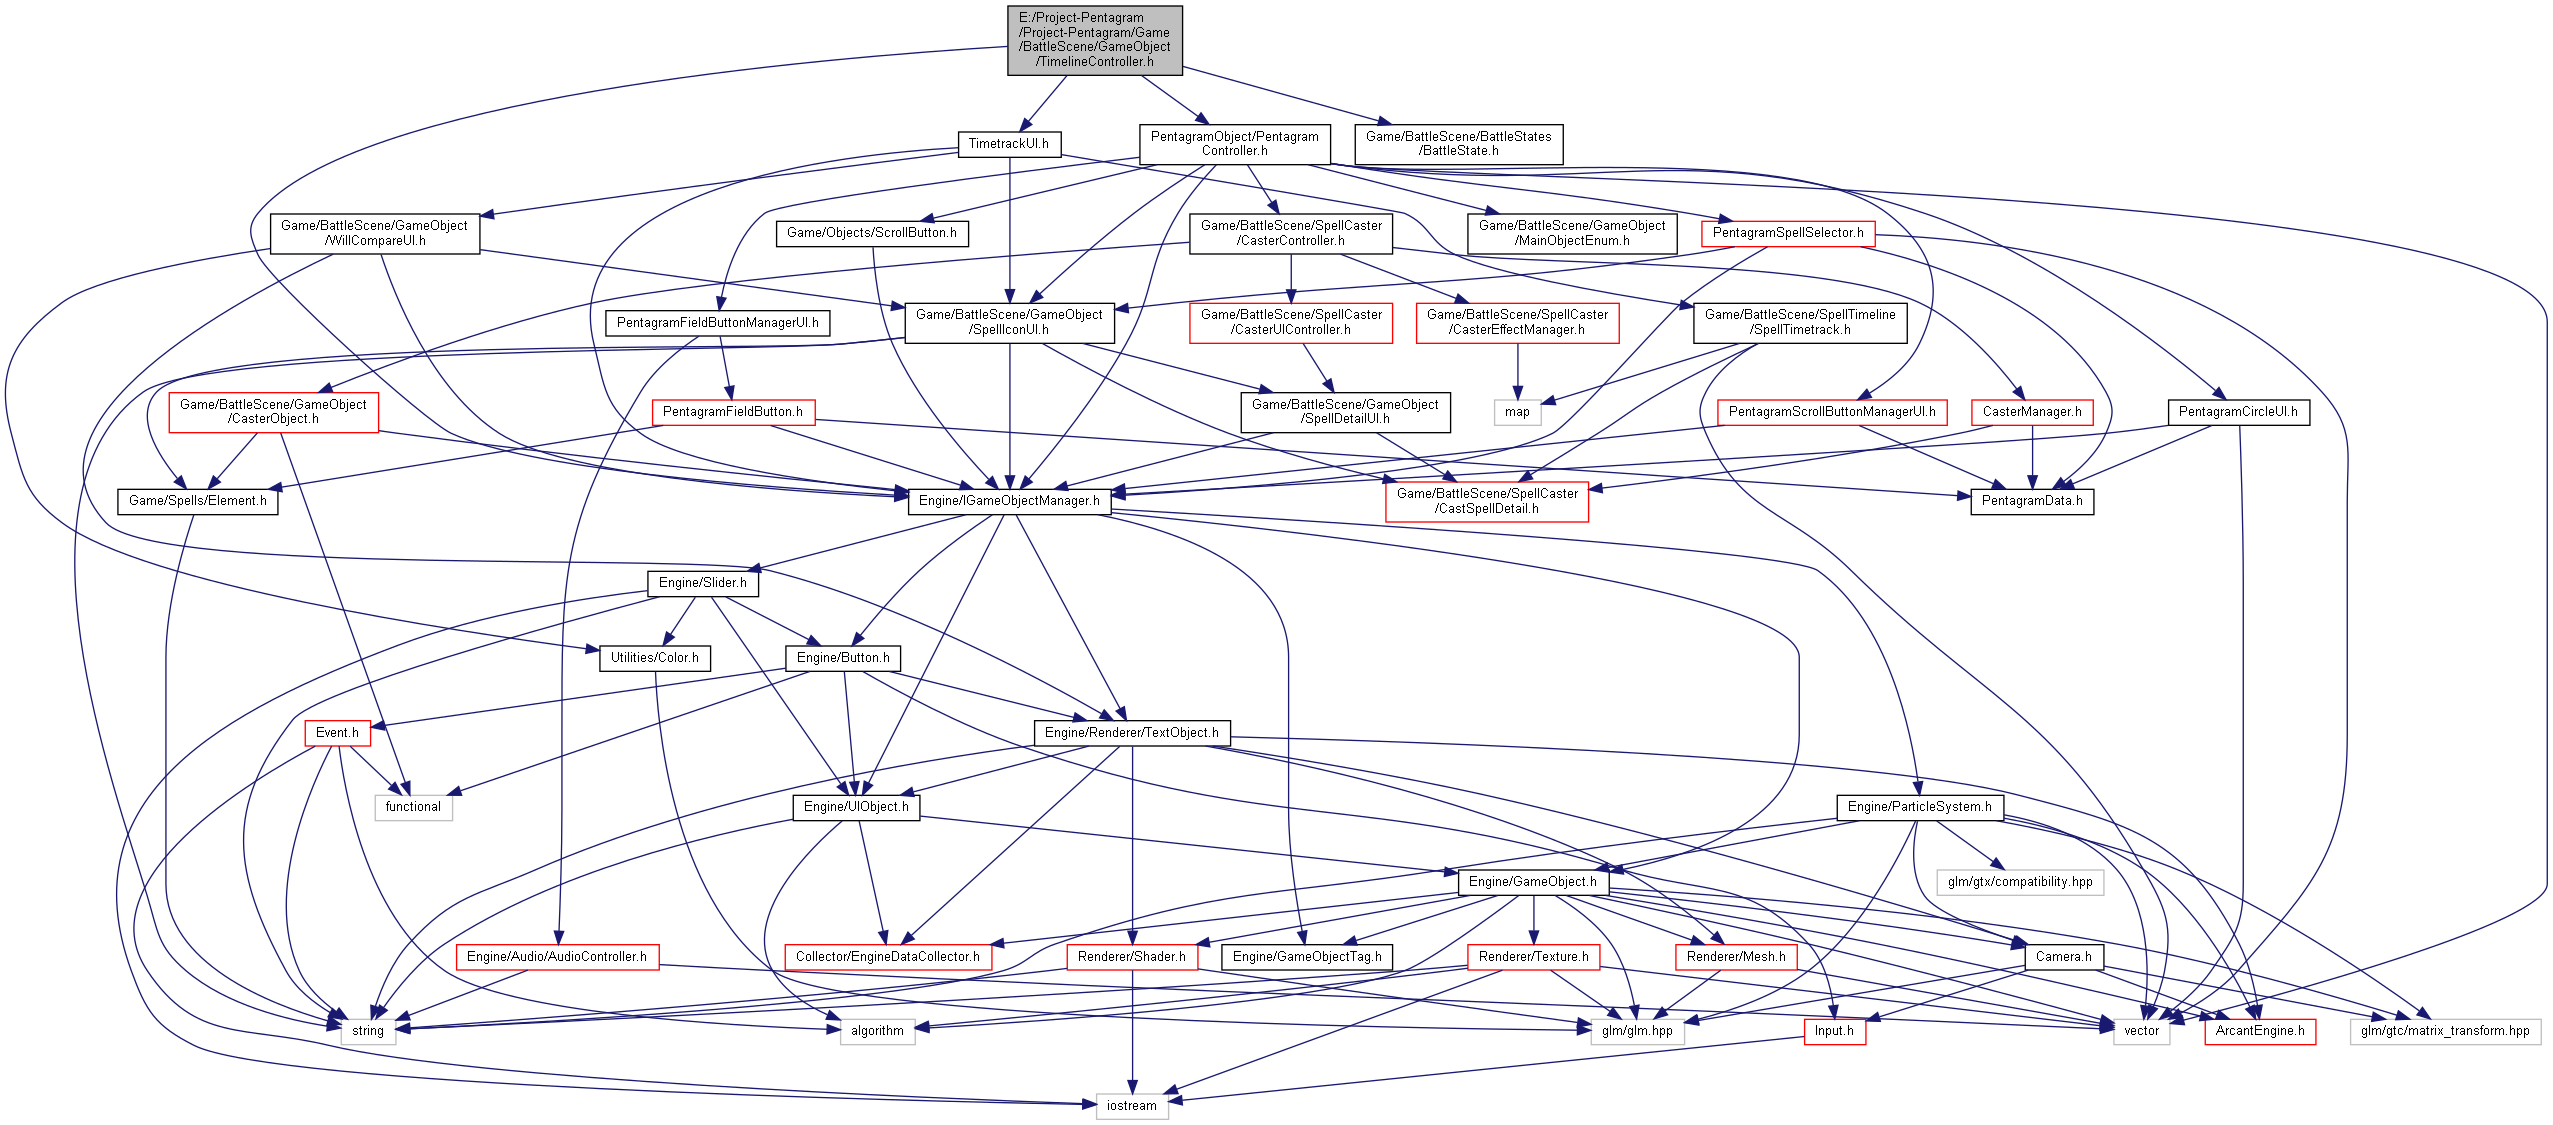 E:/Project-Pentagram
/Project-Pentagram/Game
/BattleScene/GameObject
/TimelineController.h
TimetrackUI.h
PentagramObject/Pentagram
Controller.h
Game/BattleScene/BattleStates
/BattleState.h
Game/BattleScene/GameObject
/WillCompareUI.h
Game/Objects/ScrollButton.h
Game/BattleScene/SpellCaster
/CasterController.h
Game/BattleScene/GameObject
/MainObjectEnum.h
PentagramSpellSelector.h
PentagramFieldButtonManagerUI.h
Game/BattleScene/GameObject
/SpellIconUI.h
Game/BattleScene/SpellCaster
/CasterUIController.h
Game/BattleScene/SpellCaster
/CasterEffectManager.h
Game/BattleScene/SpellTimeline
/SpellTimetrack.h
Game/BattleScene/GameObject
/CasterObject.h
PentagramFieldButton.h
Game/BattleScene/GameObject
/SpellDetailUI.h
map
PentagramScrollButtonManagerUI.h
CasterManager.h
PentagramCircleUI.h
Game/Spells/Element.h
Engine/IGameObjectManager.h
Game/BattleScene/SpellCaster
/CastSpellDetail.h
PentagramData.h
Engine/Slider.h
Utilities/Color.h
Engine/Button.h
Event.h
Engine/Renderer/TextObject.h
functional
Engine/UIObject.h
Engine/ParticleSystem.h
Engine/GameObject.h
glm/gtx/compatibility.hpp
Engine/Audio/AudioController.h
Collector/EngineDataCollector.h
Renderer/Shader.h
Engine/GameObjectTag.h
Renderer/Texture.h
Renderer/Mesh.h
Camera.h
string
algorithm
glm/glm.hpp
Input.h
vector
ArcantEngine.h
glm/gtc/matrix_transform.hpp
iostream